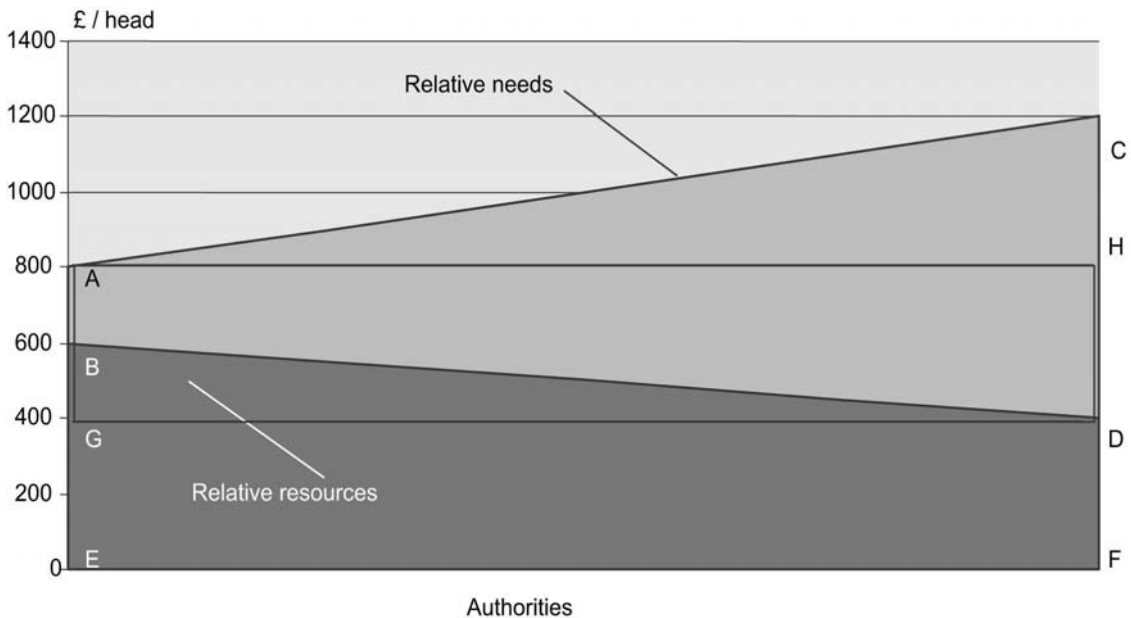 £ / head
1400
1200
1000
800
600
400
200
0
Relative needs
Relative resources
A
B
G
E
C
H
D
F
Authorities